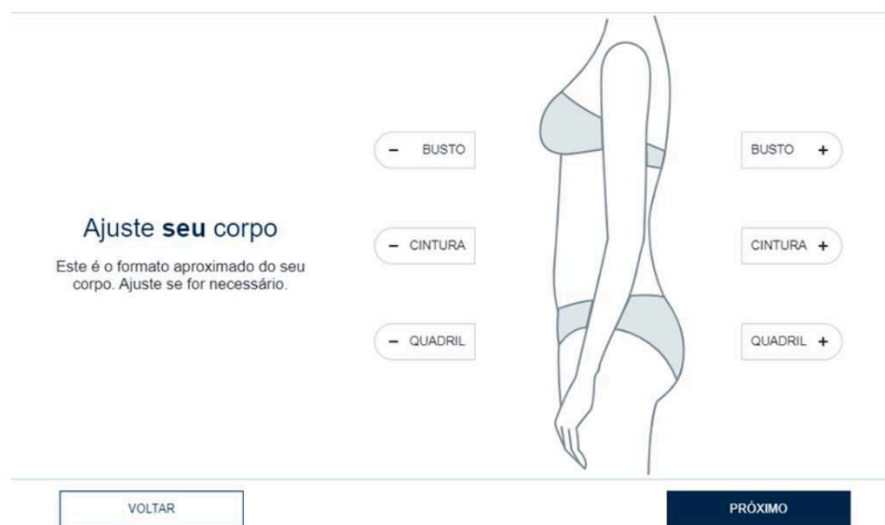 Ajuste seu corpo
Este é o formato aproximado do seu
corpo. Ajuste se for necessário.
− BUSTO
− CINTURA
− QUADRIL
BUSTO +
CINTURA +
QUADRIL +
VOLTAR
PRÓXIMO